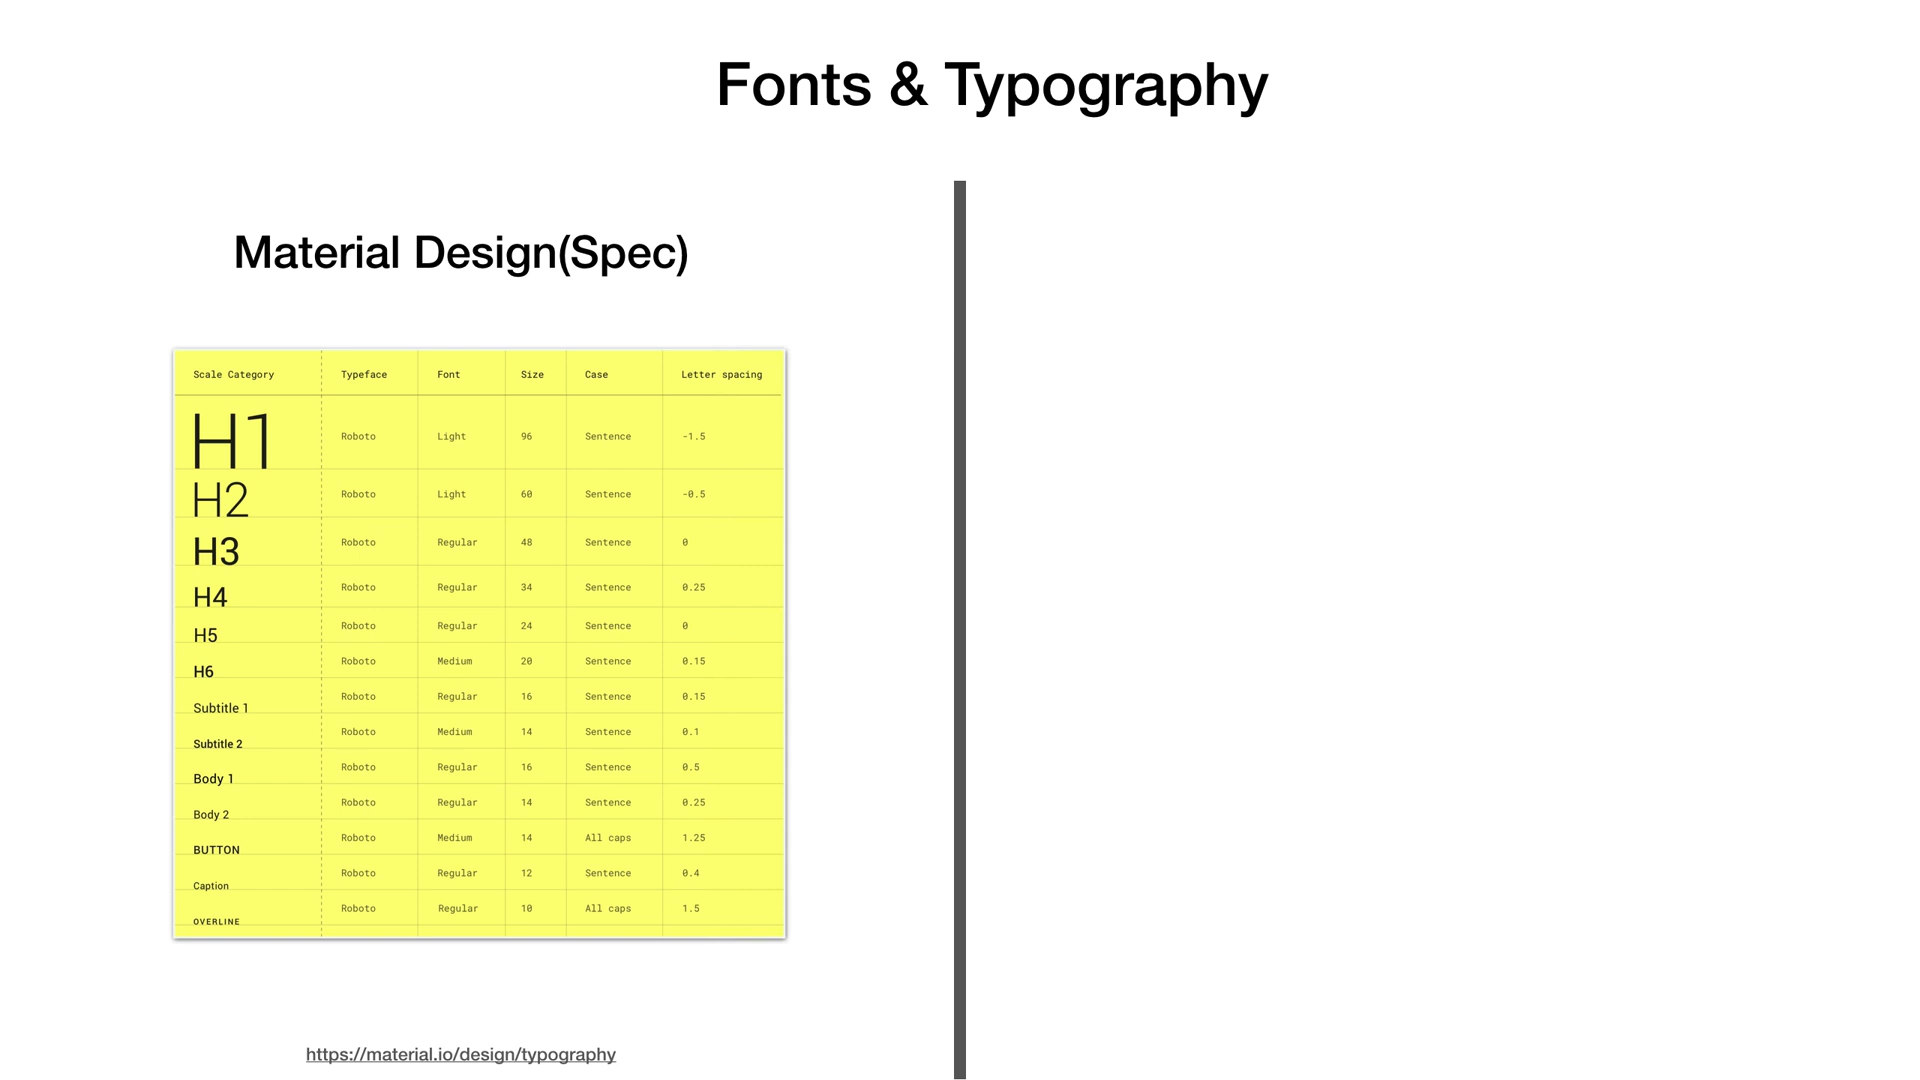 Fonts & Typography
Material Design(Spec)
Scale Category Typeface Font Size Case Letter spacing
H1 Roboto Light 96 Sentence -1.5
H2 Roboto Light 60 Sentence -0.5
H3 Roboto Regular 48 Sentence 0
H4 Roboto Regular 34 Sentence 0.25
H5 Roboto Regular 24 Sentence 0
H6 Roboto Medium 20 Sentence 0.15
Subtitle 1 Roboto Regular 16 Sentence 0.15
Subtitle 2 Roboto Medium 14 Sentence 0.1
Body 1 Roboto Regular 16 Sentence 0.5
Body 2 Roboto Regular 14 Sentence 0.25
BUTTON Roboto Medium 14 All caps 1.25
Caption Roboto Regular 12 Sentence 0.4
OVERLINE Roboto Regular 10 All caps 1.5
https://material.io/design/typography